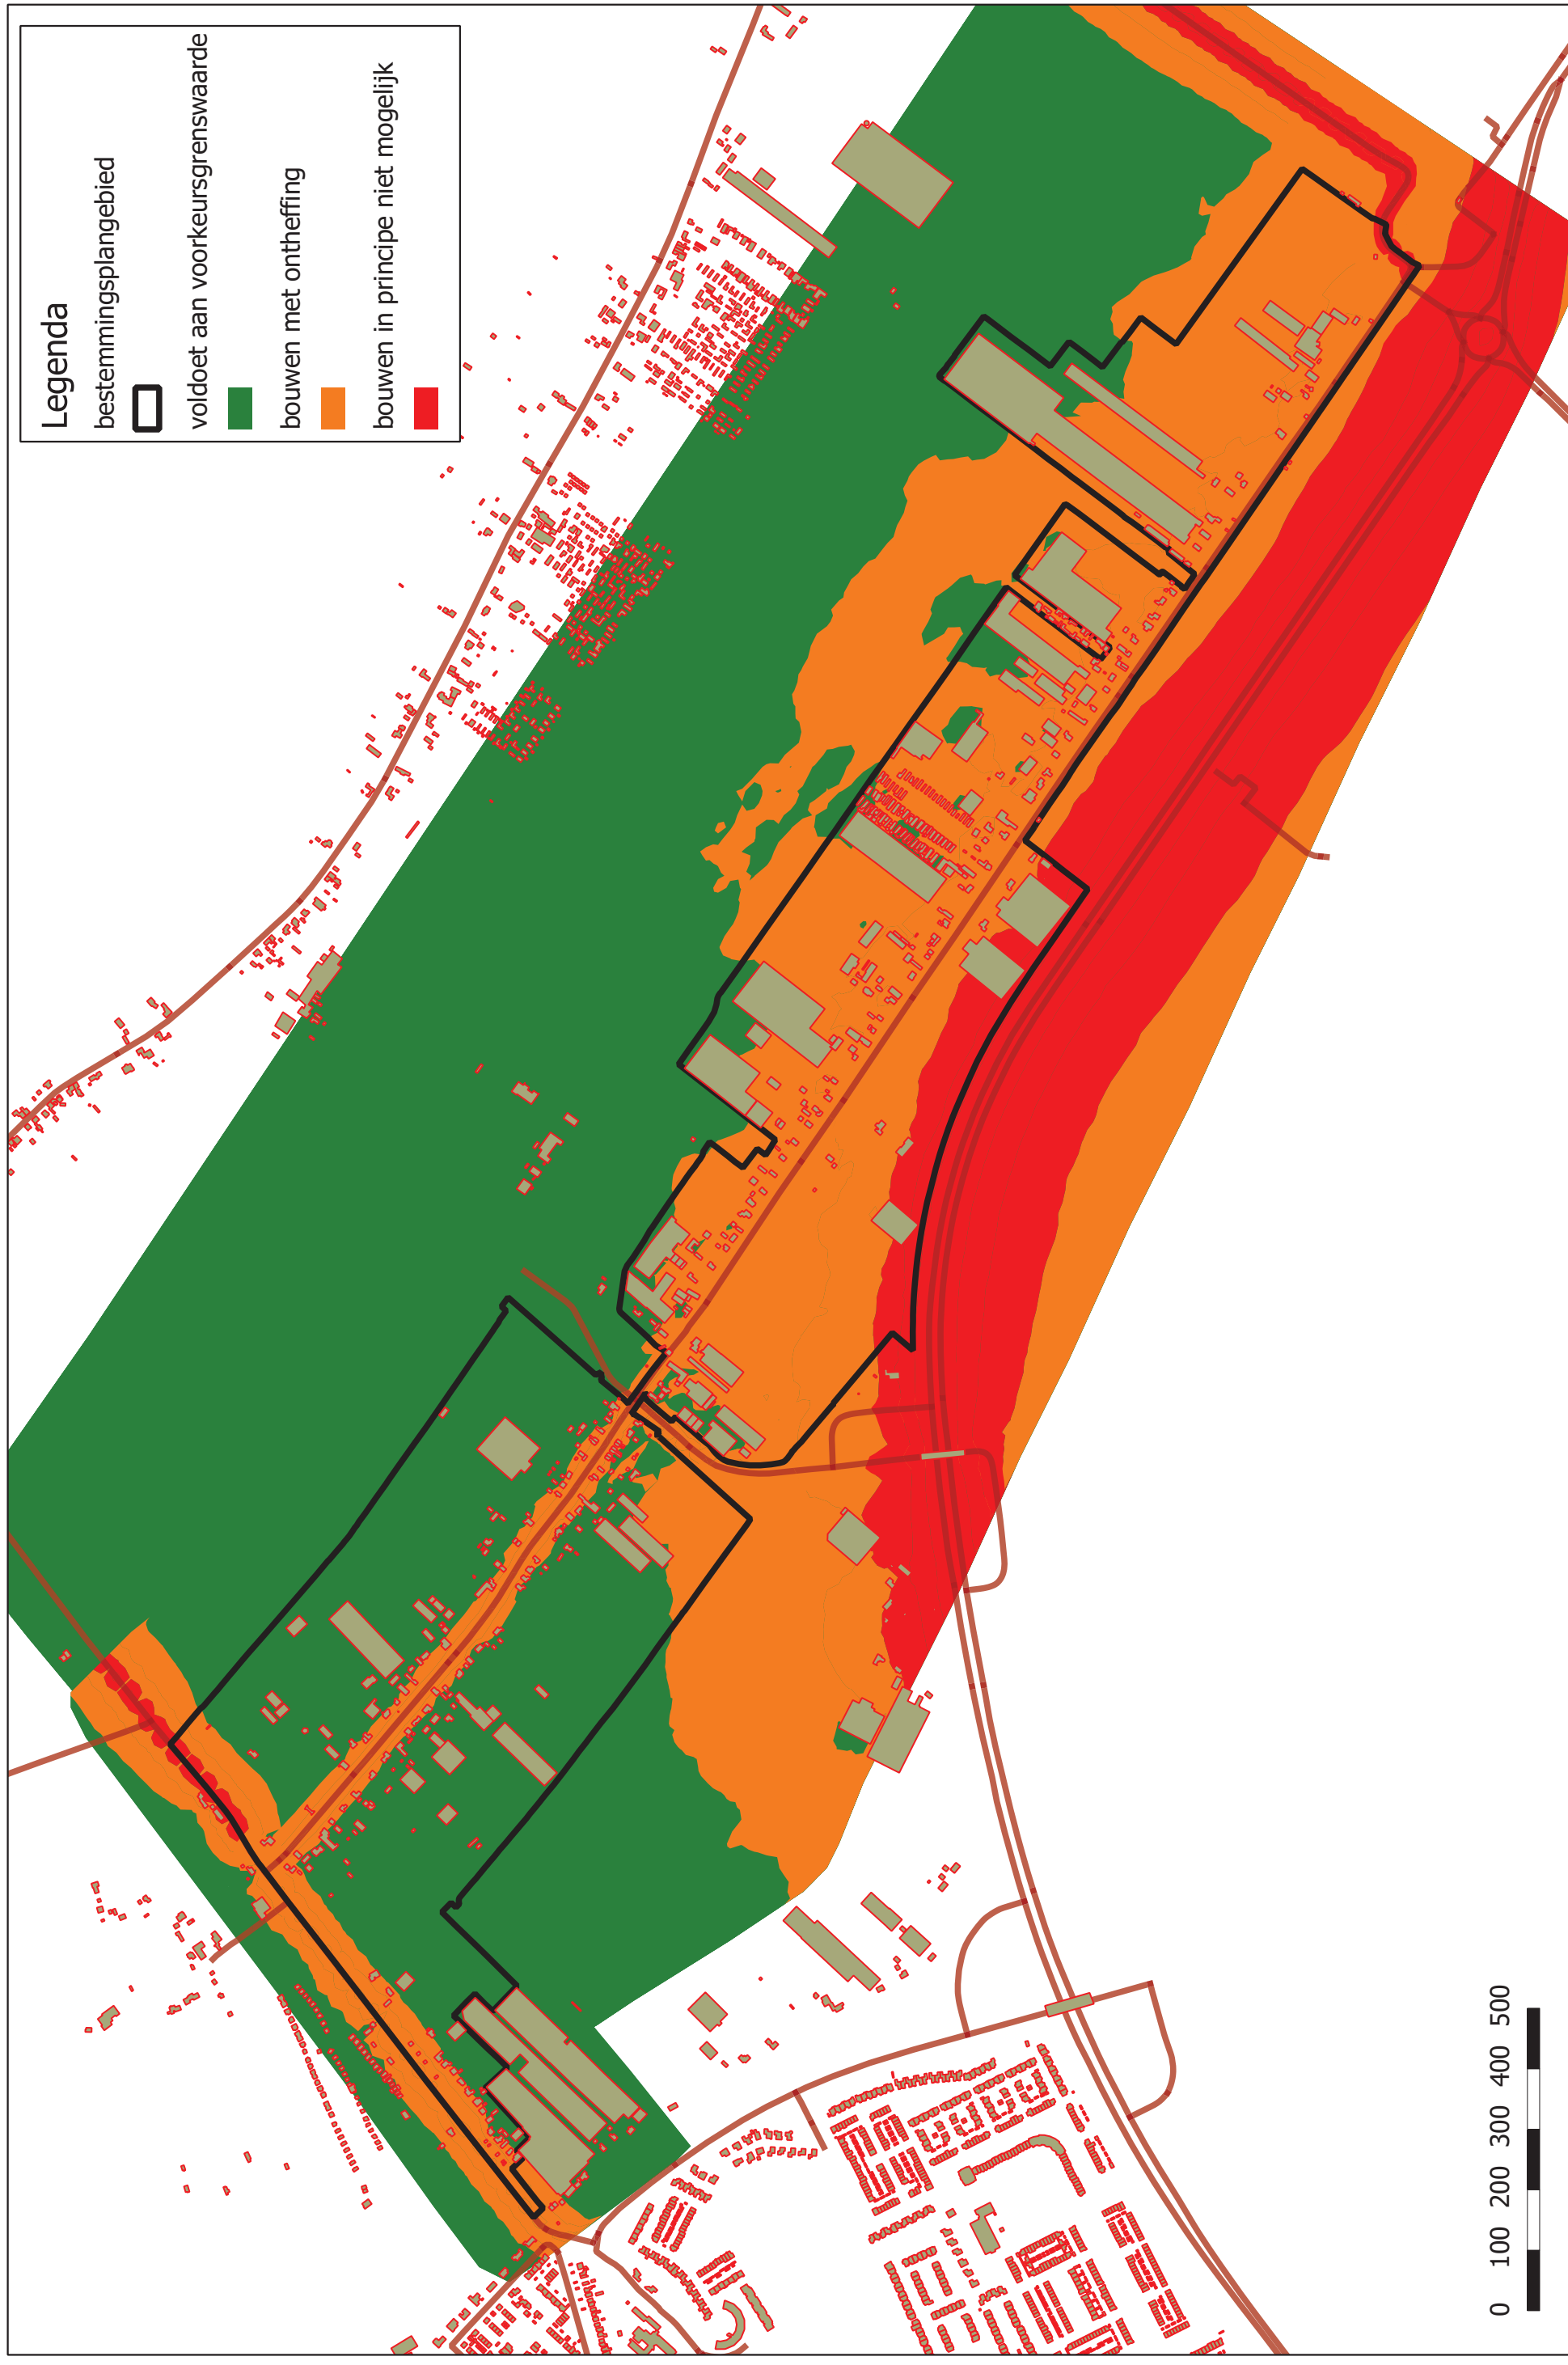 Legenda
bestemmingsplangebied
voldoet aan voorkeursgrenswaarde
bouwen met ontheffing
bouwen in principe niet mogelijk
0 100 200 300 400 500